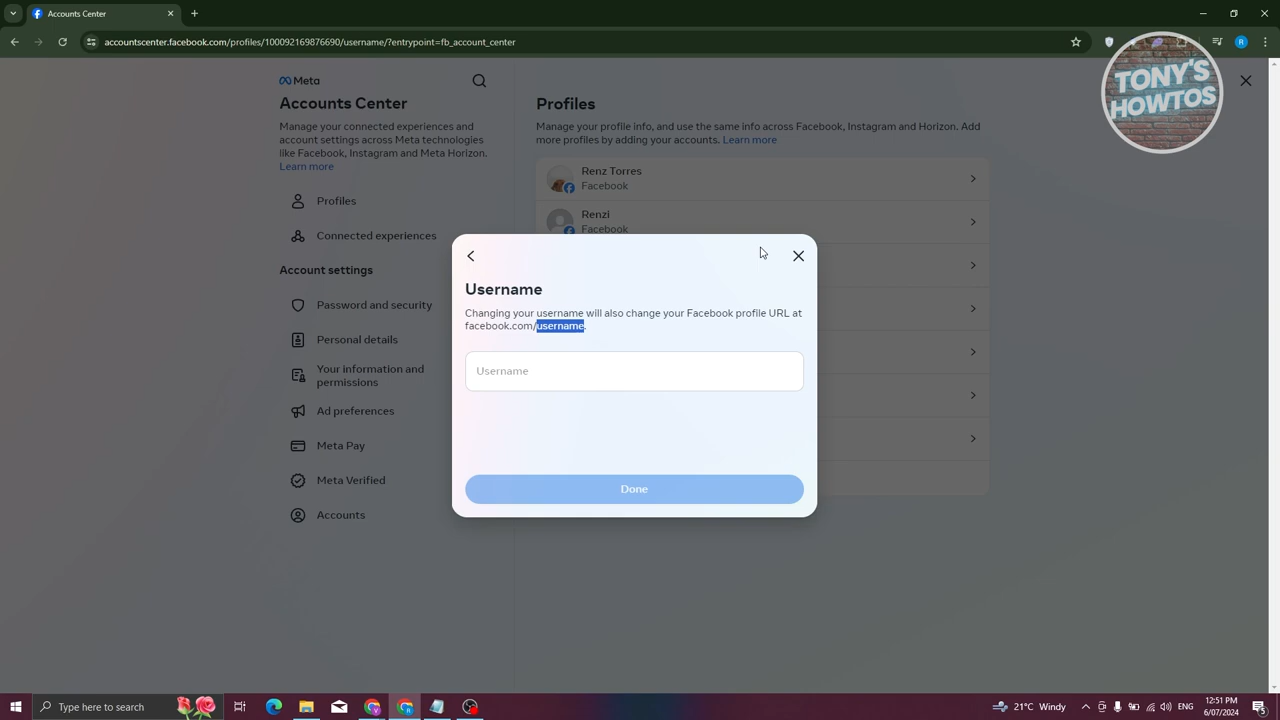 Accounts Center
accountscenter.facebook.com/profiles/100092169876690/username/?entrypoint=fb_account_center
R
TONY'S
HOWTOS
Meta
Accounts Center
Manage your connected experiences and
account settings across Meta technologies
like Facebook, Instagram and Meta Horizon.
Learn more
Profiles
Connected experiences
Account settings
Password and security
Personal details
Your information and
permissions
Ad preferences
Meta Pay
Meta Verified
Accounts
Profiles
Manage your profile info, and use the same info across Facebook, Instagram and Horizon. Add
more profiles by adding your accounts. Learn more
Renz Torres
Facebook
Renzi
Facebook
Username
Changing your username will also change your Facebook profile URL at
facebook.com/username.
Username
Done
Type here to search
21°C Windy
12:51 PM
6/07/2024